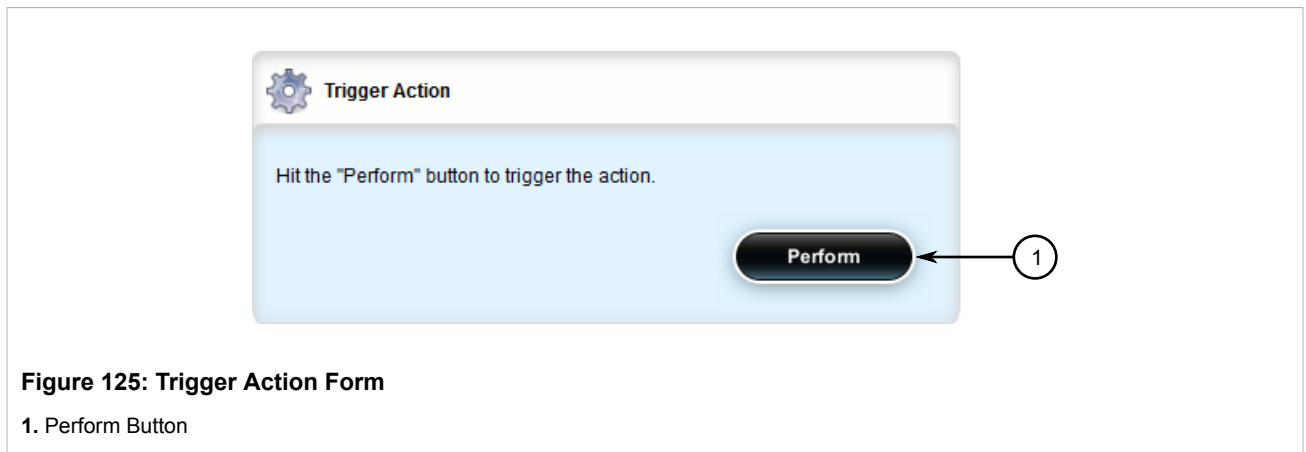 Trigger Action
Hit the "Perform" button to trigger the action.
Perform
1
Figure 125: Trigger Action Form
1. Perform Button